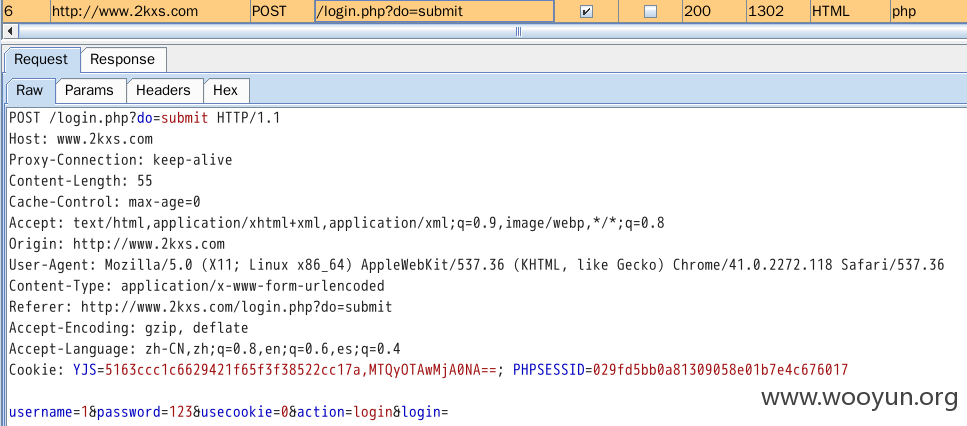 6 http://www.2kxs.com POST /login.php?do=submit 200 1302 HTML php
Request Response
Raw Params Headers Hex
POST /login.php?do=submit HTTP/1.1
Host: www.2kxs.com
Proxy-Connection: keep-alive
Content-Length: 55
Cache-Control: max-age=0
Accept: text/html,application/xhtml+xml,application/xml;q=0.9,image/webp,*/*;q=0.8
Origin: http://www.2kxs.com
User-Agent: Mozilla/5.0 (X11; Linux x86_64) AppleWebKit/537.36 (KHTML, like Gecko) Chrome/41.0.2272.118 Safari/537.36
Content-Type: application/x-www-form-urlencoded
Referer: http://www.2kxs.com/login.php?do=submit
Accept-Encoding: gzip, deflate
Accept-Language: zh-CN,zh;q=0.8,en;q=0.6,es;q=0.4
Cookie: YJS=5163ccc1c6629421f65f3f38522cc17a,MTQyOTAwMjA0NA==; PHPSESSID=029fd5bb0a81309058e01b7e4c676017
username=1&password=123&usecookie=0&action=login&login=
www.wooyun.org